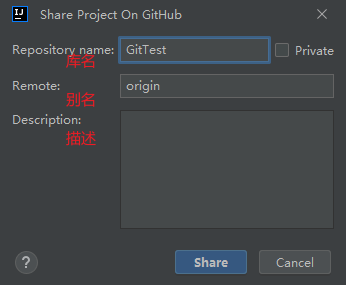 Share Project On GitHub
Repository name: GitTest Private
库名
Remote: origin
别名
Description:
描述
? Share Cancel